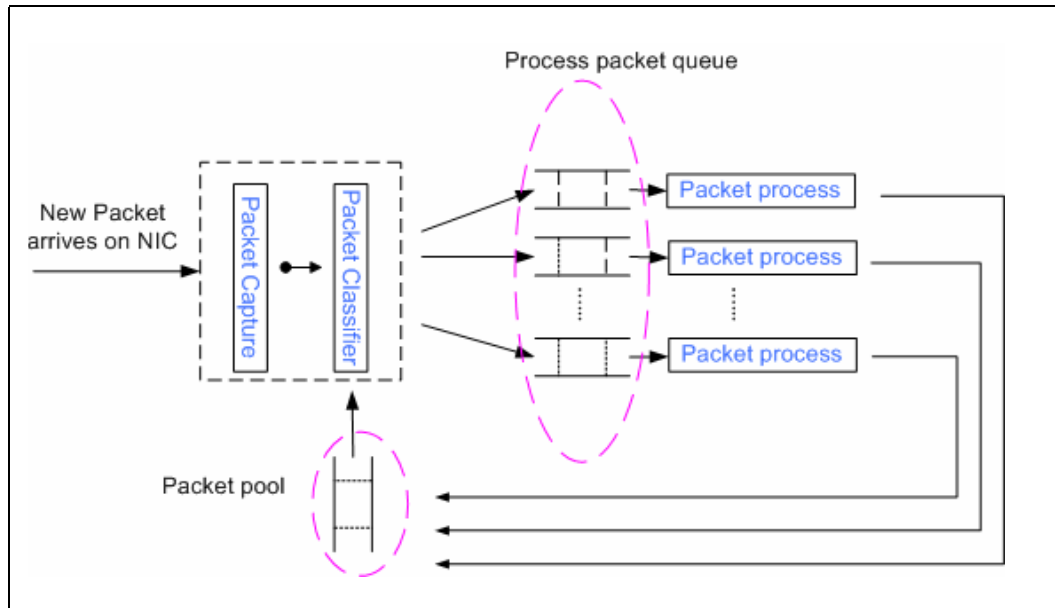 Process packet queue
New Packet
arrives on NIC
Packet Capture
Packet Classifier
Packet process
Packet process
Packet process
Packet pool